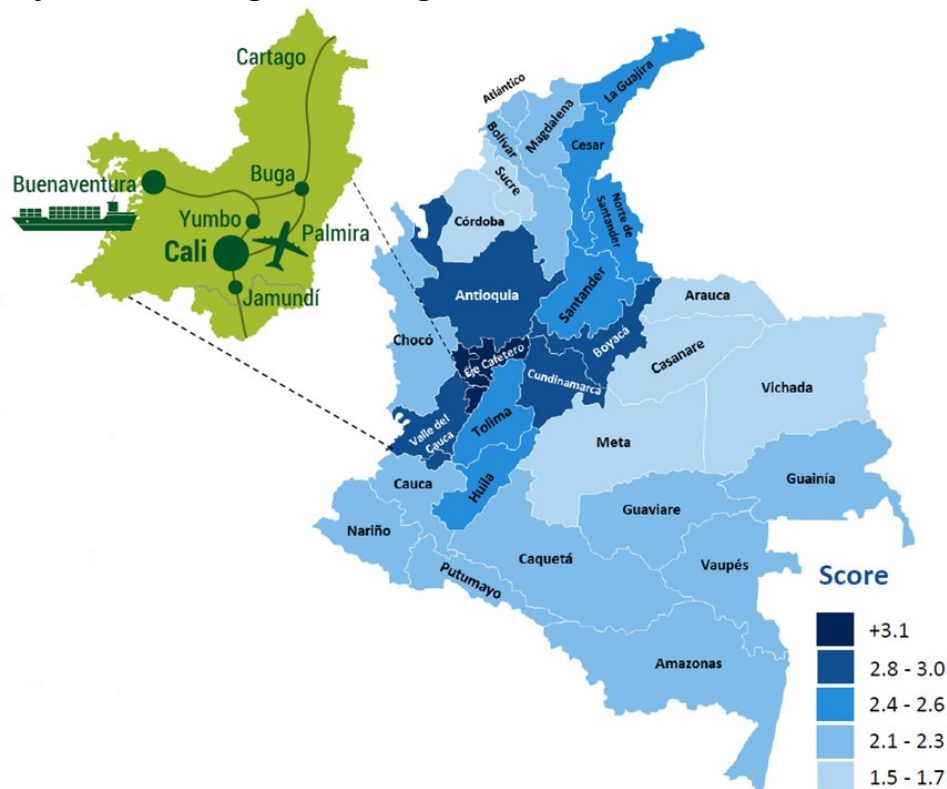 Cartago
Buenaventura
Buga
Yumbo
Palmira
Cali
Jamundí
Atlántico
La Guajira
Magdalena
Bolívar
Cesar
Sucre
Norte de
Santander
Córdoba
Antioquia
Santander
Arauca
Boyacá
Chocó
Eje Cafetero
Casanare
Cundinamarca
Vichada
Valle del
Cauca
Tolima
Meta
Cauca
Huila
Guainía
Guaviare
Nariño
Caquetá
Vaupés
Putumayo
Amazonas
Score
+3.1
2.8 - 3.0
2.4 - 2.6
2.1 - 2.3
1.5 - 1.7